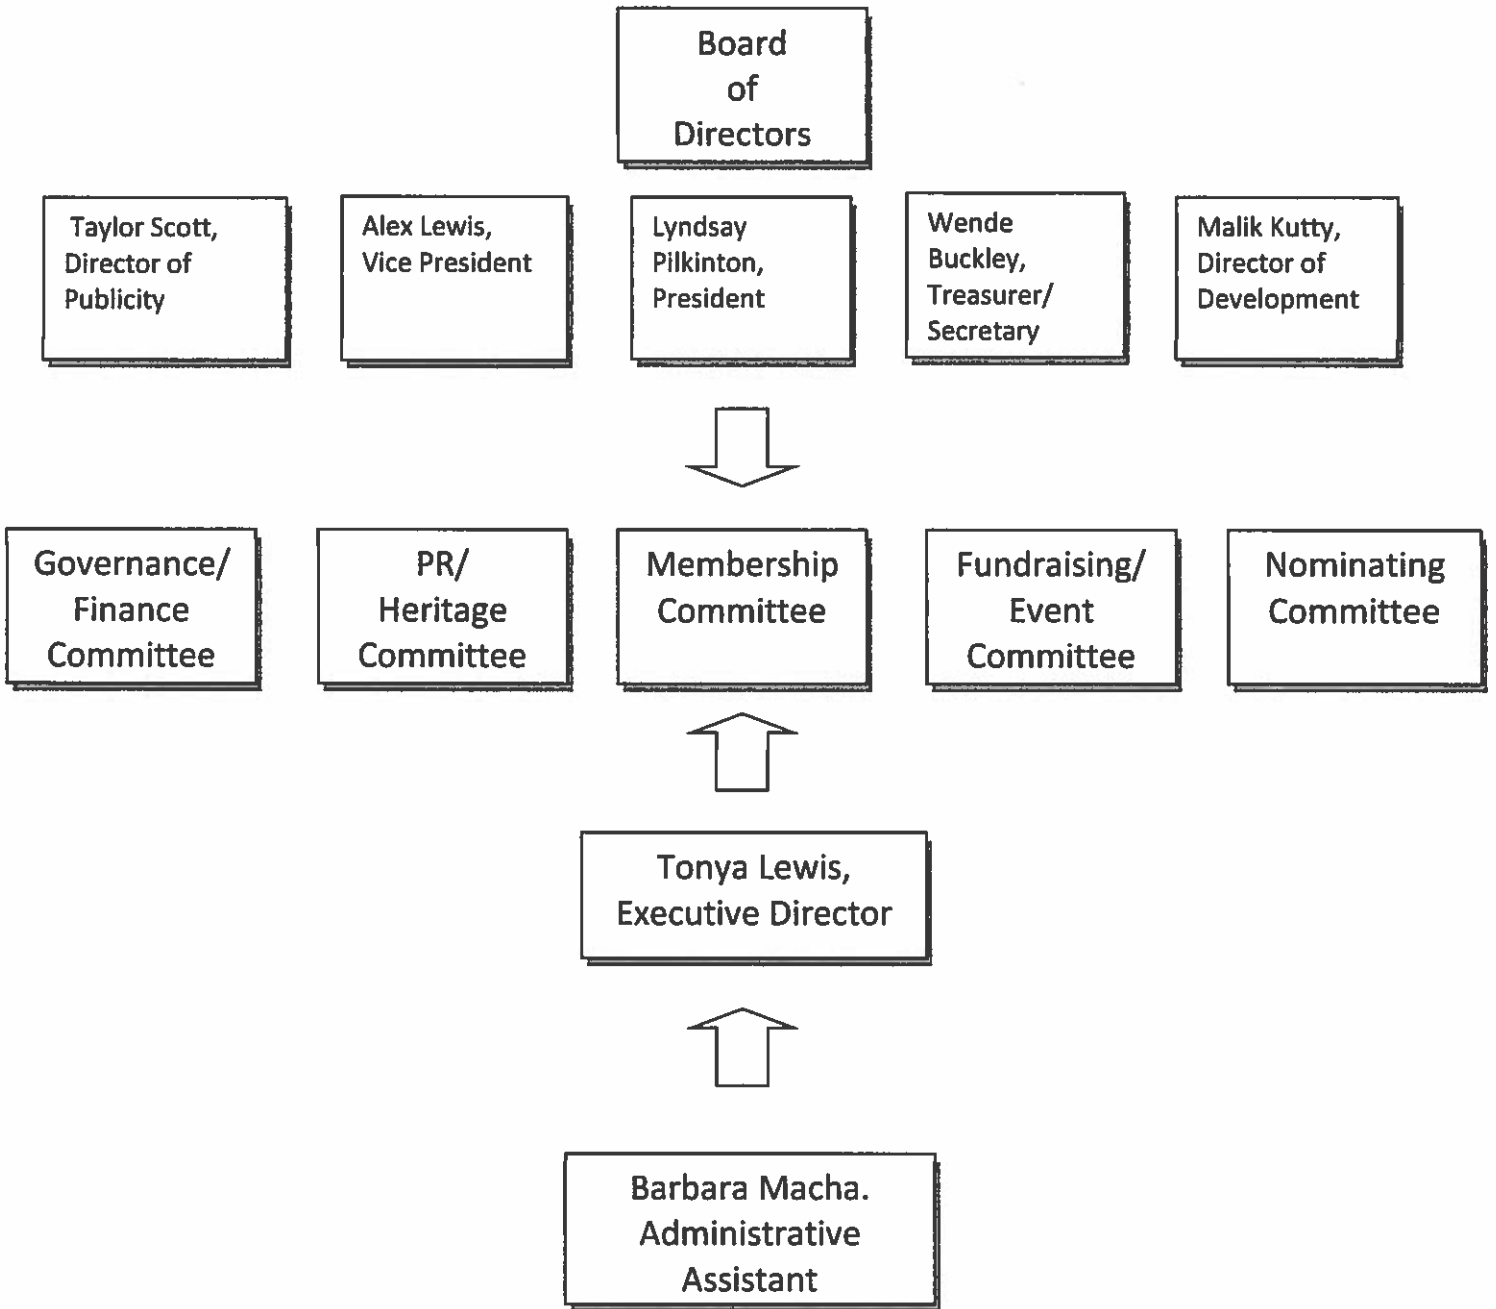 Board
of
Directors
Taylor Scott,
Director of
Publicity
Alex Lewis,
Vice President
Lyndsay
Pilkinton,
President
Wende
Buckley,
Treasurer/
Secretary
Malik Kutty,
Director of
Development
Governance/
Finance
Committee
PR/
Heritage
Committee
Membership
Committee
Fundraising/
Event
Committee
Nominating
Committee
Tonya Lewis,
Executive Director
Barbara Macha.
Administrative
Assistant